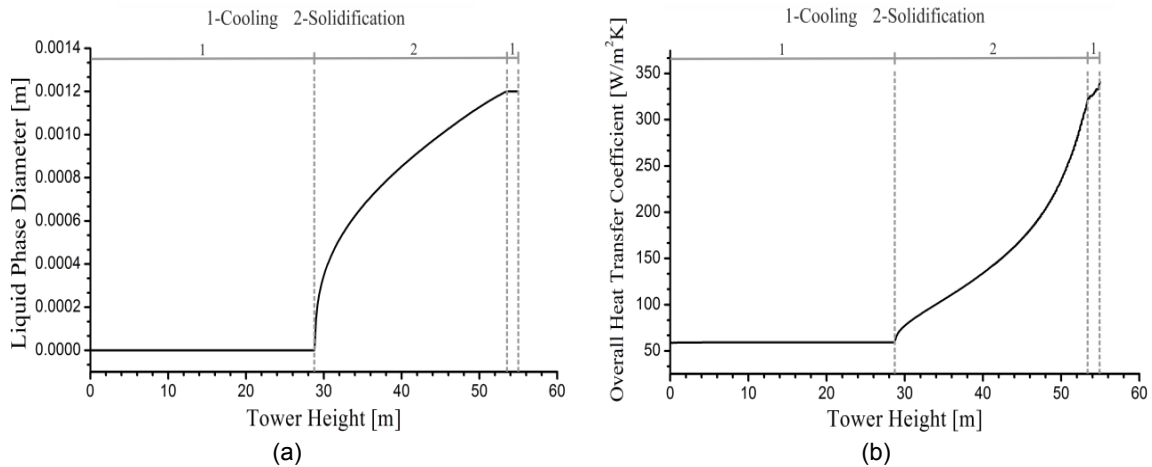 1-Cooling 2-Solidification
1
2
1
0.0014
0.0012
0.0010
0.0008
0.0006
0.0004
0.0002
0.0000
Liquid Phase Diameter [m]
0 10 20 30 40 50 60
Tower Height [m]
(a)
1-Cooling 2-Solidification
1
2
1
350
300
250
200
150
100
50
Overall Heat Transfer Coefficient [W/m²K]
0 10 20 30 40 50 60
Tower Height [m]
(b)